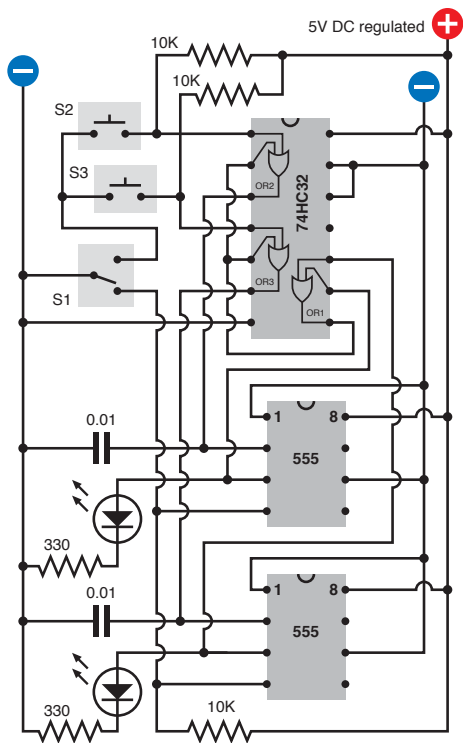 5V DC regulated
10K
10K
S2
S3
S1
OR2
74HC32
OR3
OR1
0.01
1
8
555
330
0.01
1
8
555
330
10K